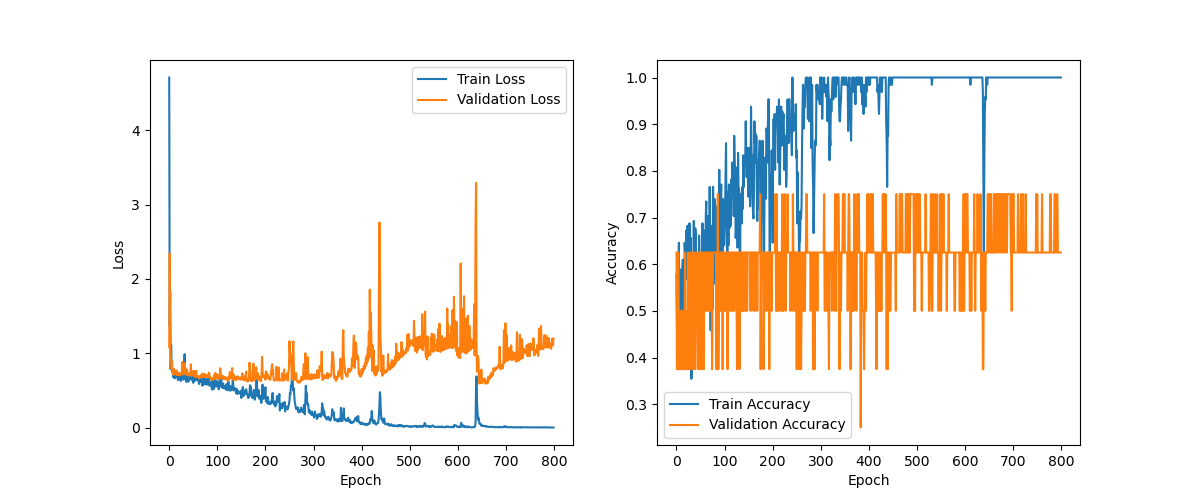 Train Loss
Validation Loss
4
3
2
1
0
Loss
0 100 200 300 400 500 600 700 800
Epoch
1.0
0.9
0.8
0.7
0.6
0.5
0.4
0.3
Accuracy
Train Accuracy
Validation Accuracy
0 100 200 300 400 500 600 700 800
Epoch